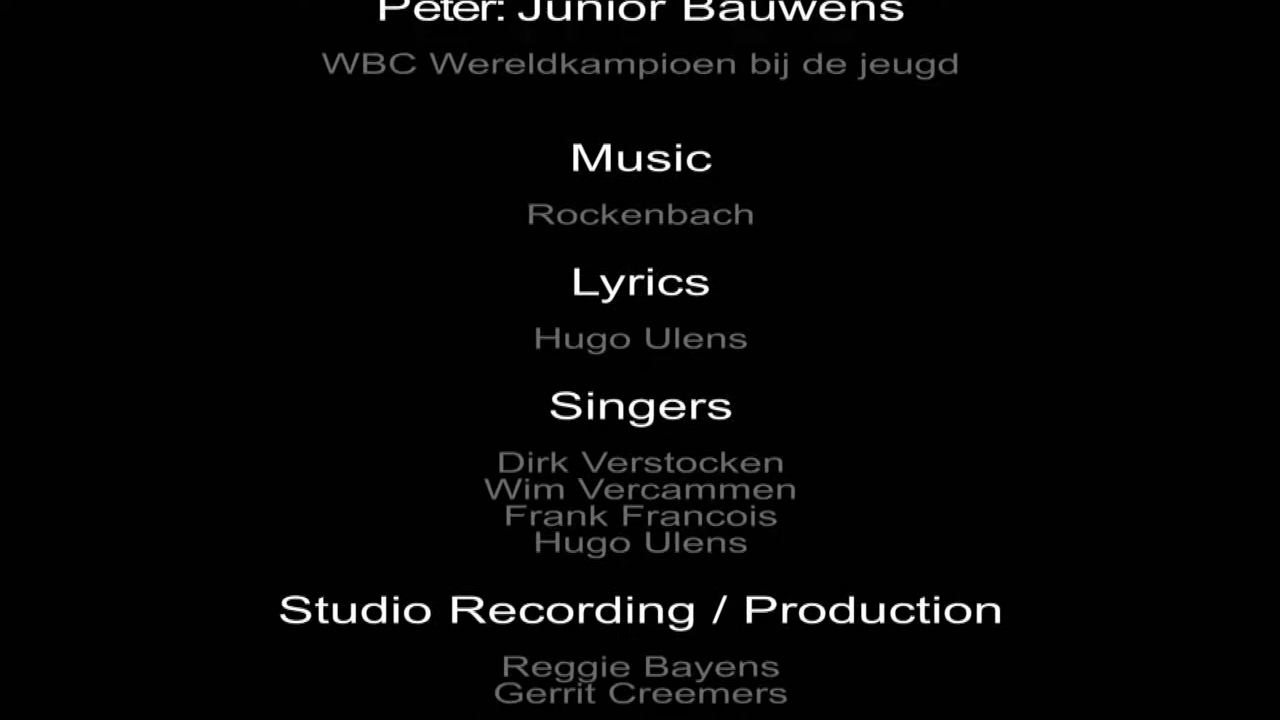 Peter: Junior Bauwens
WBC Wereldkampioen bij de jeugd
Music
Rockenbach
Lyrics
Hugo Ulens
Singers
Dirk Verstocken
Wim Vercammen
Frank Francois
Hugo Ulens
Studio Recording / Production
Reggie Bayens
Gerrit Creemers